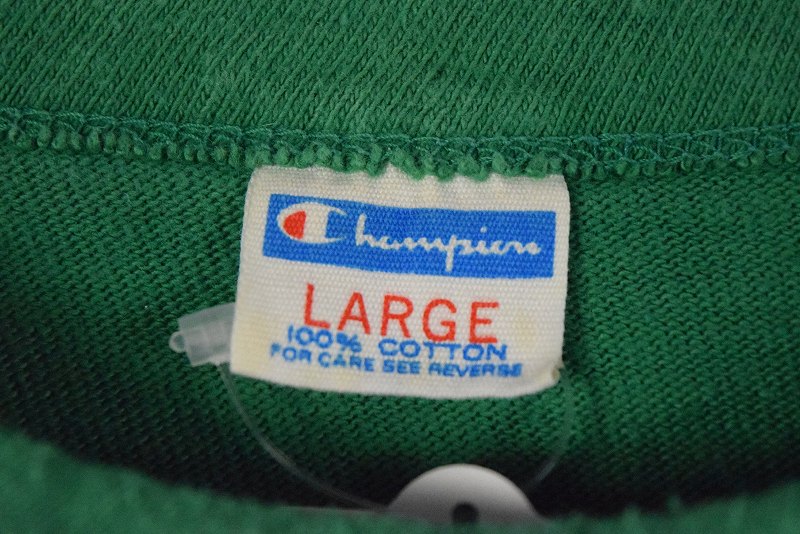 Champion
LARGE
100% COTTON
FOR CARE SEE REVERSE